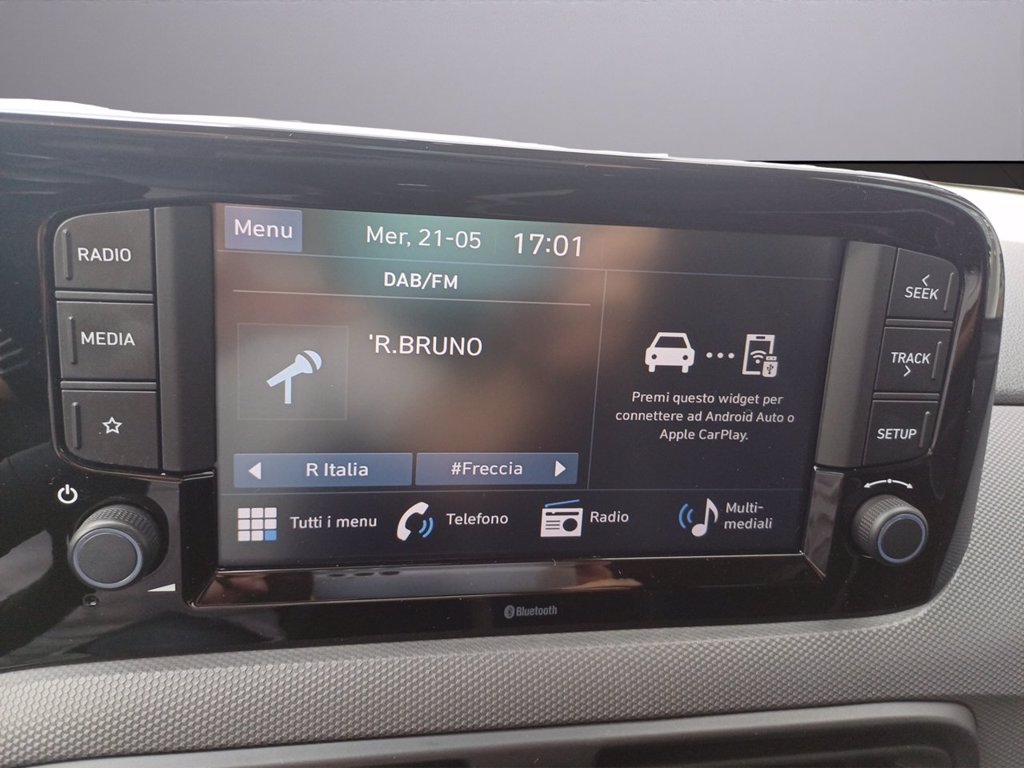 RADIO
MEDIA
Menu
Mer, 21-05
17:01
DAB/FM
'R.BRUNO
R Italia
#Freccia
Premi questo widget per
connettere ad Android Auto o
Apple CarPlay.
Tutti i menu
Telefono
Radio
Multi-
mediali
SEEK
TRACK
SETUP
Bluetooth